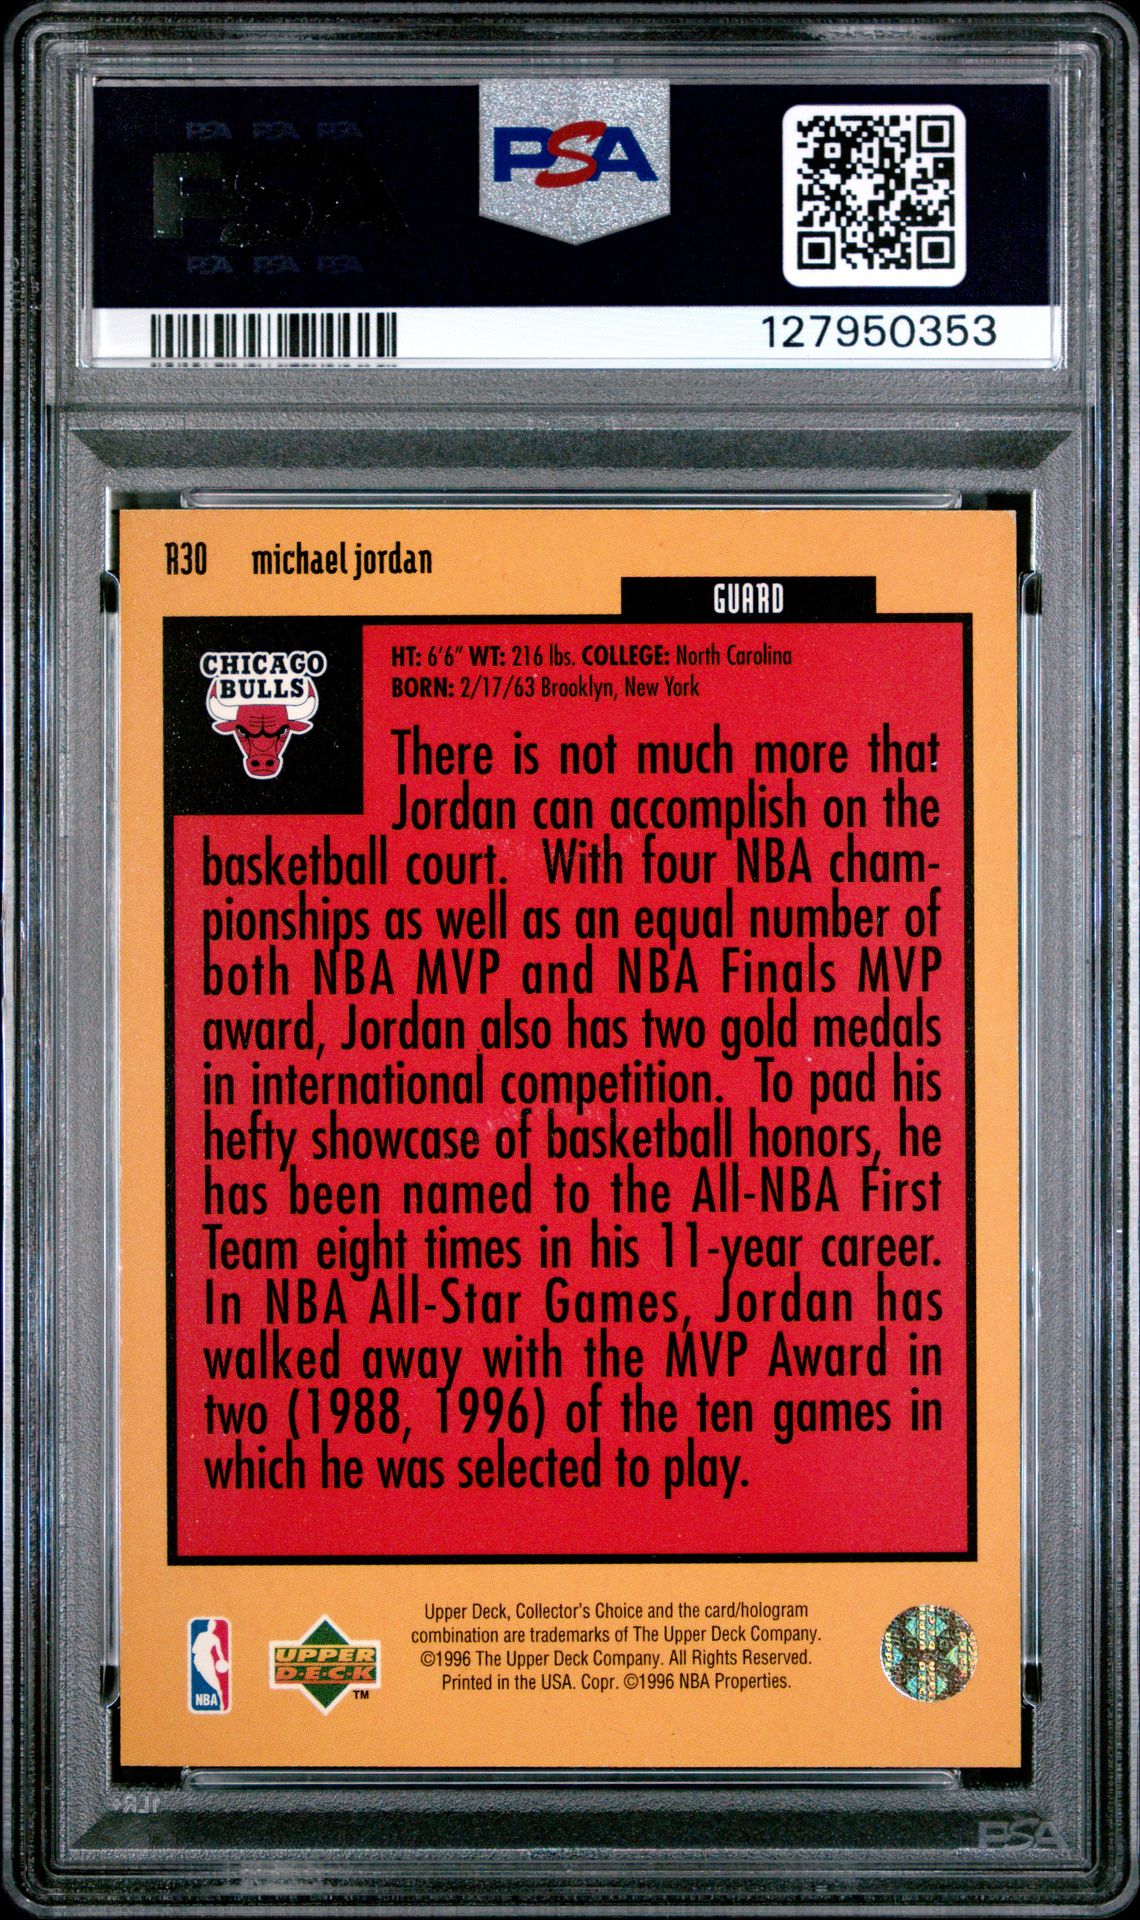 PSA PSA PSA
PSA
PSA
PSA PSA PSA
127950353
R30 michael jordan
GUARD
CHICAGO
BULLS
HT: 6'6" WT: 216 lbs. COLLEGE: North Carolina
BORN: 2/17/63 Brooklyn, New York
There is not much more that
Jordan can accomplish on the
basketball court. With four NBA cham-
pionships as well as an equal number of
both NBA MVP and NBA Finals MVP
award, Jordan also has two gold medals
in international competition. To pad his
hefty showcase of basketball honors, he
has been named to the All-NBA First
Team eight times in his 11-year career.
In NBA All-Star Games, Jordan has
walked away with the MVP Award in
two (1988, 1996) of the ten games in
which he was selected to play.
Upper Deck, Collector's Choice and the card/hologram
combination are trademarks of The Upper Deck Company.
©1996 The Upper Deck Company. All Rights Reserved.
Printed in the USA. Copr. ©1996 NBA Properties.
NBA
UPPER
D·E·C·K
TM
PSA